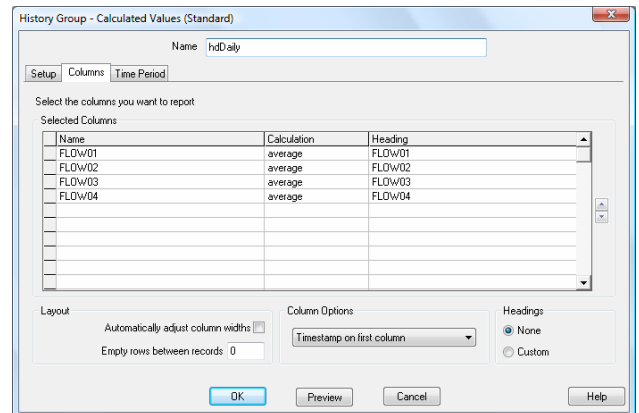 History Group - Calculated Values (Standard)
Name hdDaily
Setup Columns Time Period
Select the columns you want to report
Selected Columns
Name Calculation Heading
FLOW01 average FLOW01
FLOW02 average FLOW02
FLOW03 average FLOW03
FLOW04 average FLOW04
Layout Column Options Headings
Automatically adjust column widths Timestamp on first column None
Empty rows between records 0 Custom
OK Preview Cancel Help